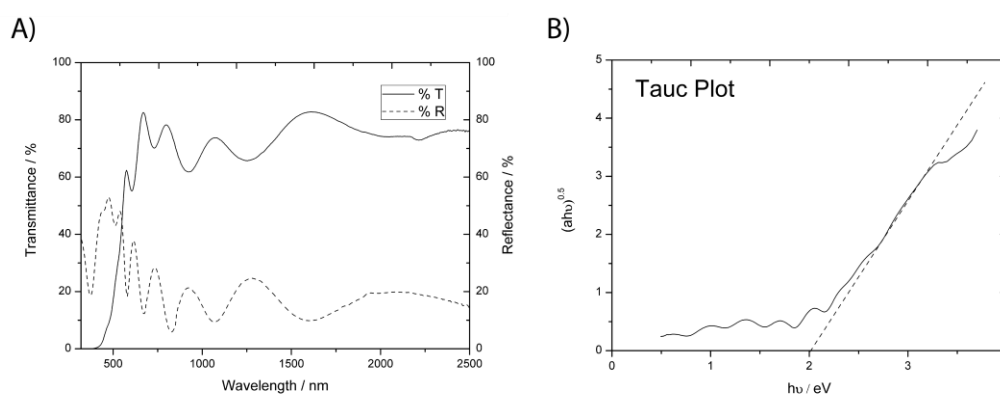 A)
100
80
60
40
20
0
Transmittance / %
500
1000
1500
2000
2500
Wavelength / nm
100
80
60
40
20
0
Reflectance / %
% T
% R
B)
Tauc Plot
5
4
3
2
1
0
(ahυ)0.5
0
1
2
3
hυ / eV